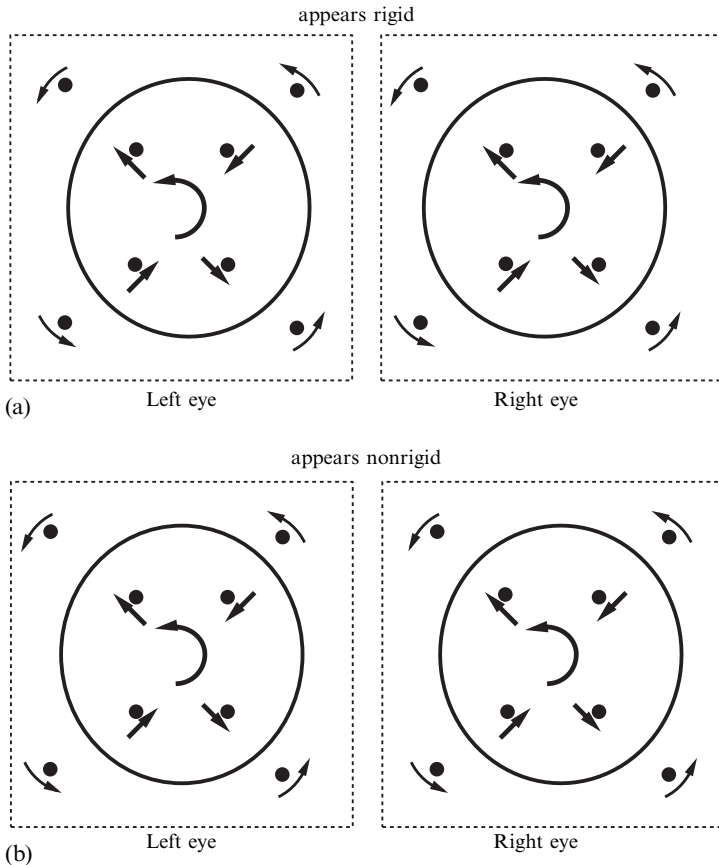 appears rigid
Left eye Right eye
(a)
appears nonrigid
Left eye Right eye
(b)